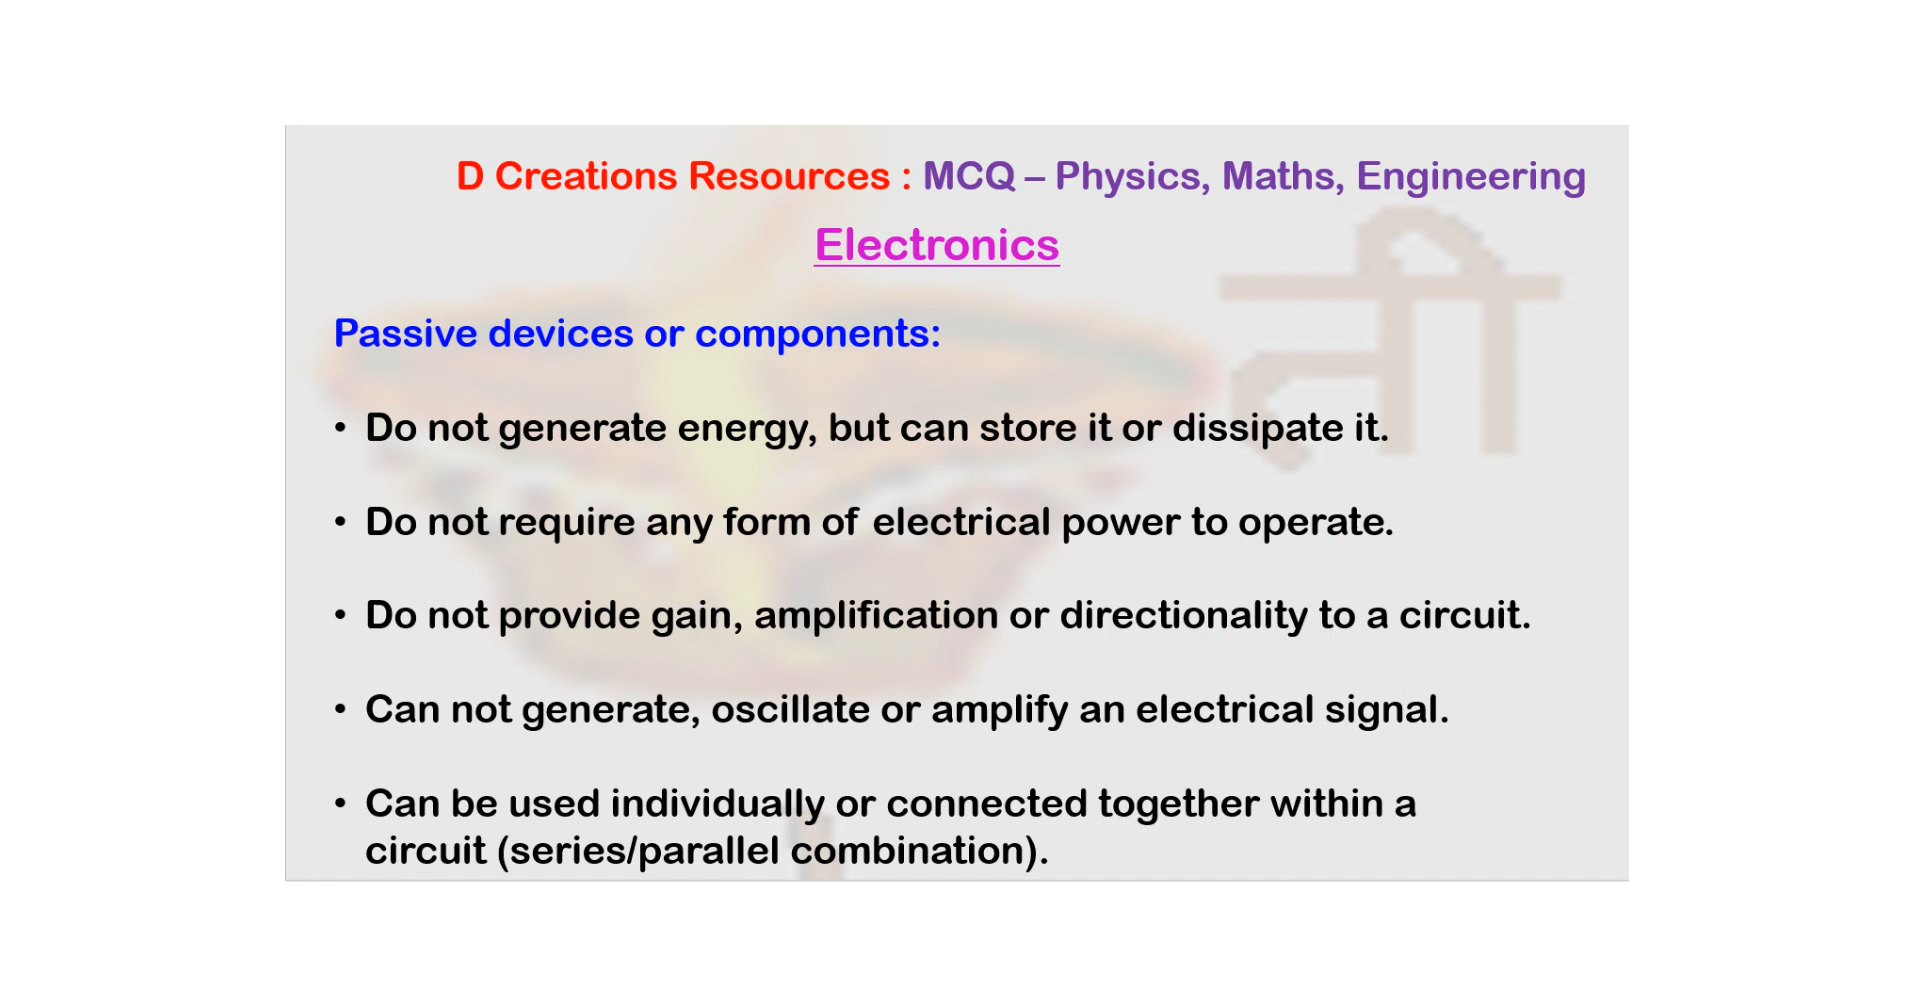 D Creations Resources : MCQ – Physics, Maths, Engineering
Electronics
Passive devices or components:
• Do not generate energy, but can store it or dissipate it.
• Do not require any form of electrical power to operate.
• Do not provide gain, amplification or directionality to a circuit.
• Can not generate, oscillate or amplify an electrical signal.
• Can be used individually or connected together within a
circuit (series/parallel combination).
ती